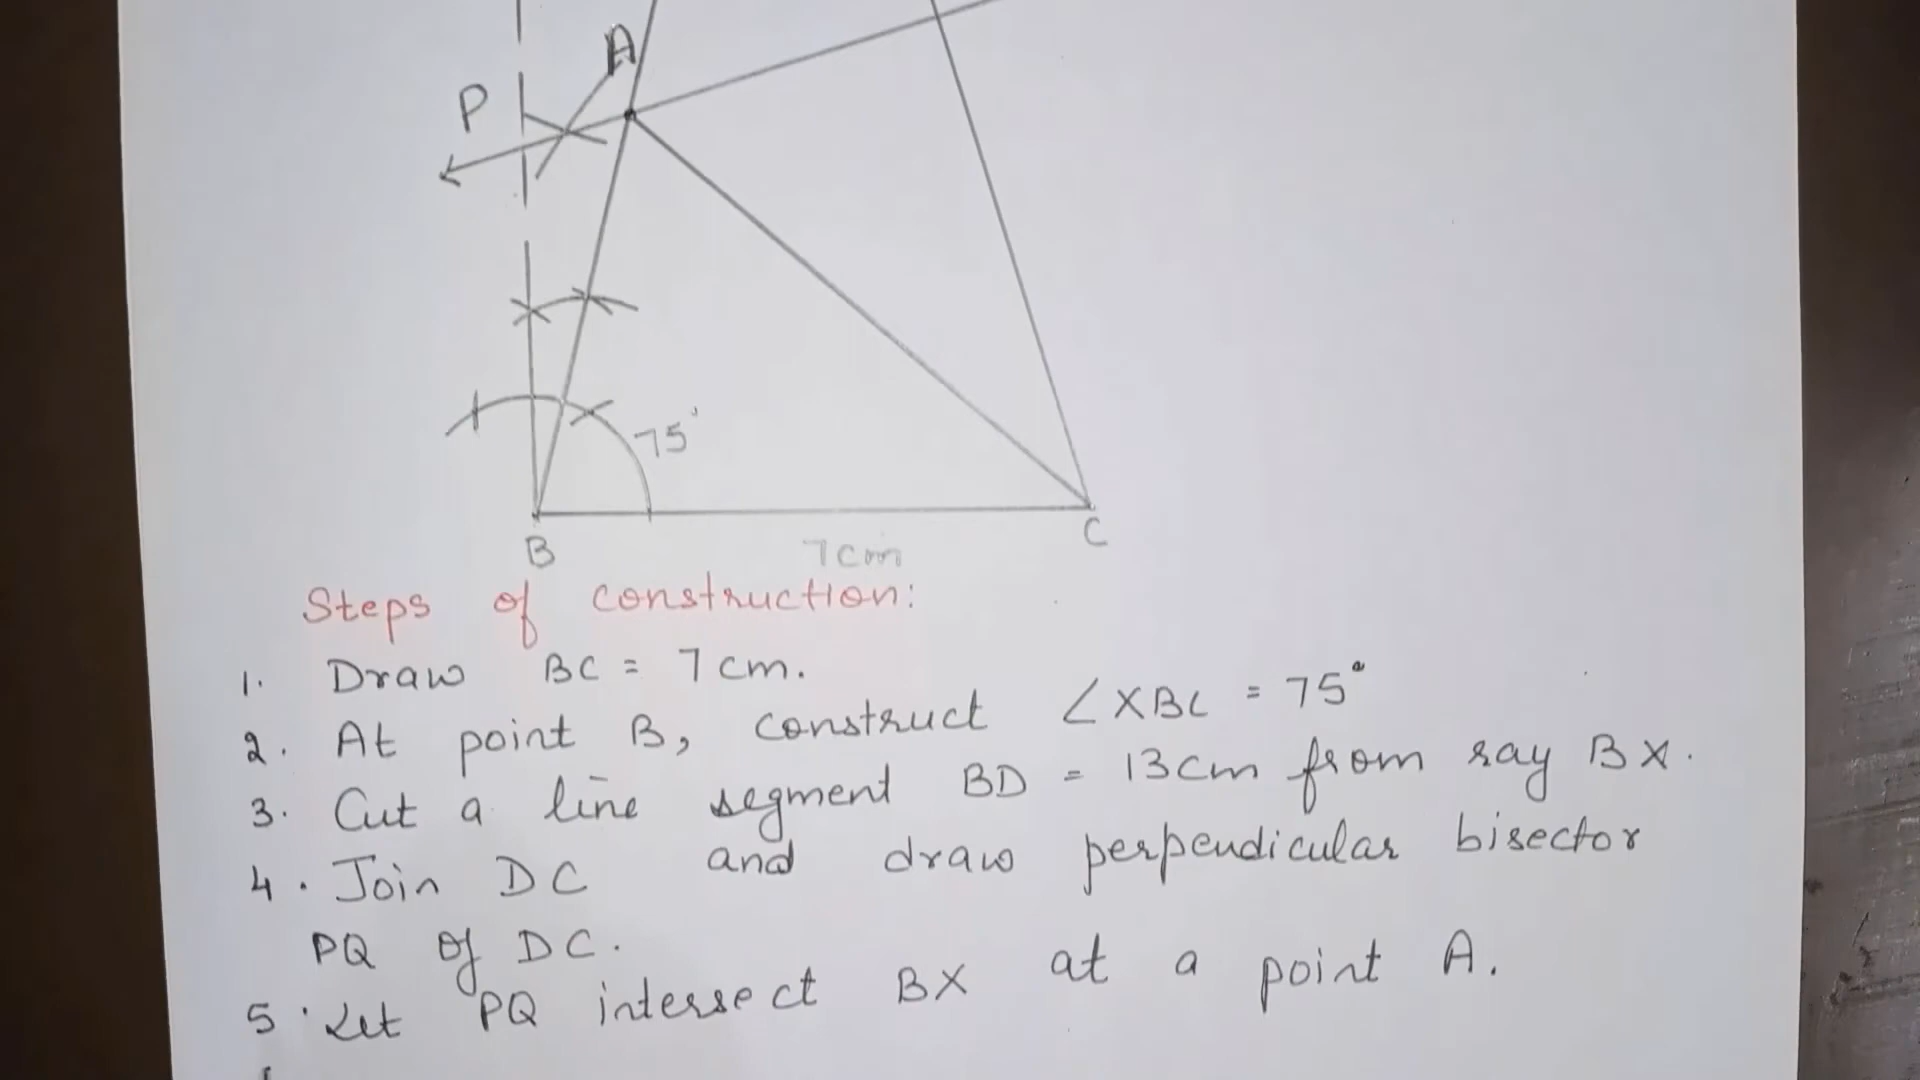 A
P
75°
B
7cm
C
Steps of construction:
1. Draw BC = 7cm.
2. At point B, construct ∠XBC = 75°
3. Cut a line segment BD = 13cm from ray BX.
4. Join DC and draw perpendicular bisector
PQ of DC.
5. Let PQ intersect BX at a point A.